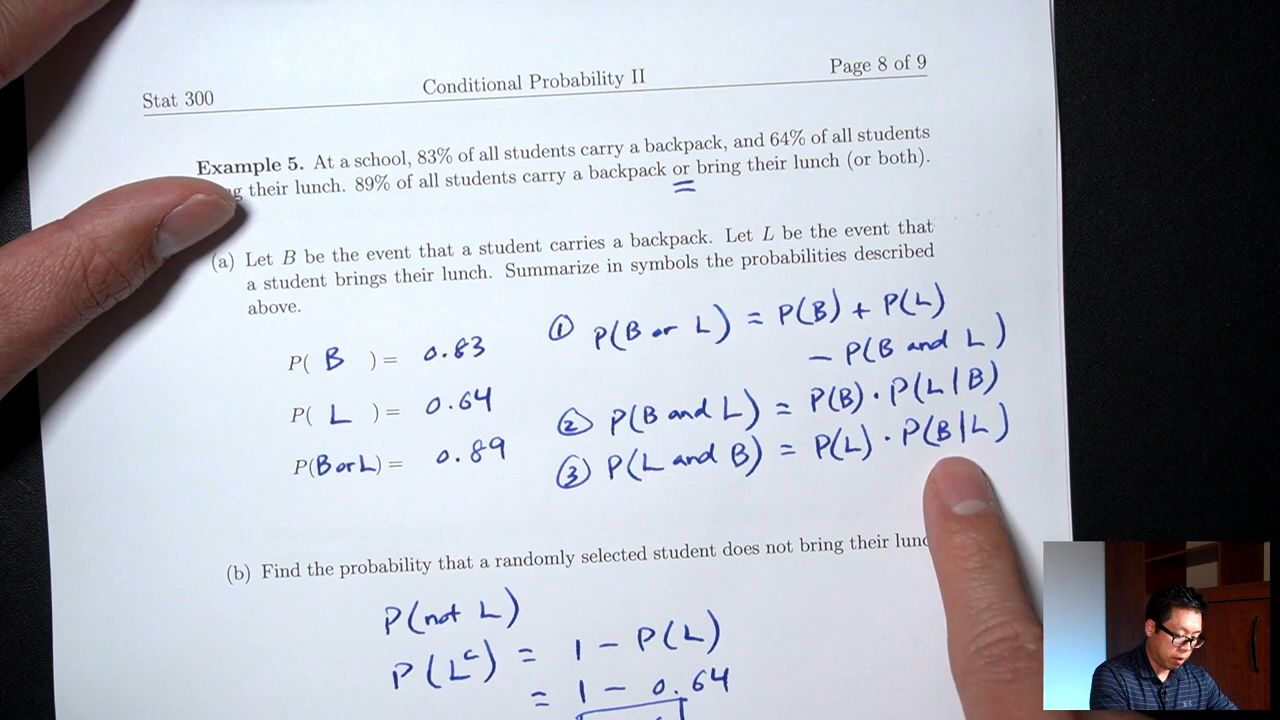 Stat 300
Conditional Probability II
Page 8 of 9
Example 5. At a school, 83% of all students carry a backpack, and 64% of all students
their lunch. 89% of all students carry a backpack or bring their lunch (or both).
(a) Let B be the event that a student carries a backpack. Let L be the event that
a student brings their lunch. Summarize in symbols the probabilities described
above.
P( B ) = 0.83
P( L ) = 0.64
P(B or L) = 0.89
① P(B or L) = P(B) + P(L)
− P(B and L)
② P(B and L) = P(B) · P(L|B)
③ P(L and B) = P(L) · P(B|L)
(b) Find the probability that a randomly selected student does not bring their
P(not L)
P(Lᶜ) = 1 − P(L)
= 1 − 0.64